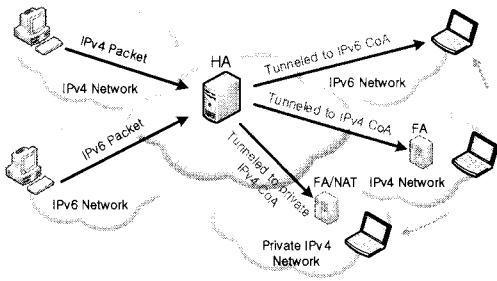 IPv4 Packet
HA
Tunneled to IPv6 CoA
IPv4 Network
IPv6 Network
Tunneled to IPv4 CoA
FA
IPv6 Packet
Tunneled to private
IPv4 CoA
FA/NAT
IPv4 Network
IPv6 Network
Private IPv4
Network